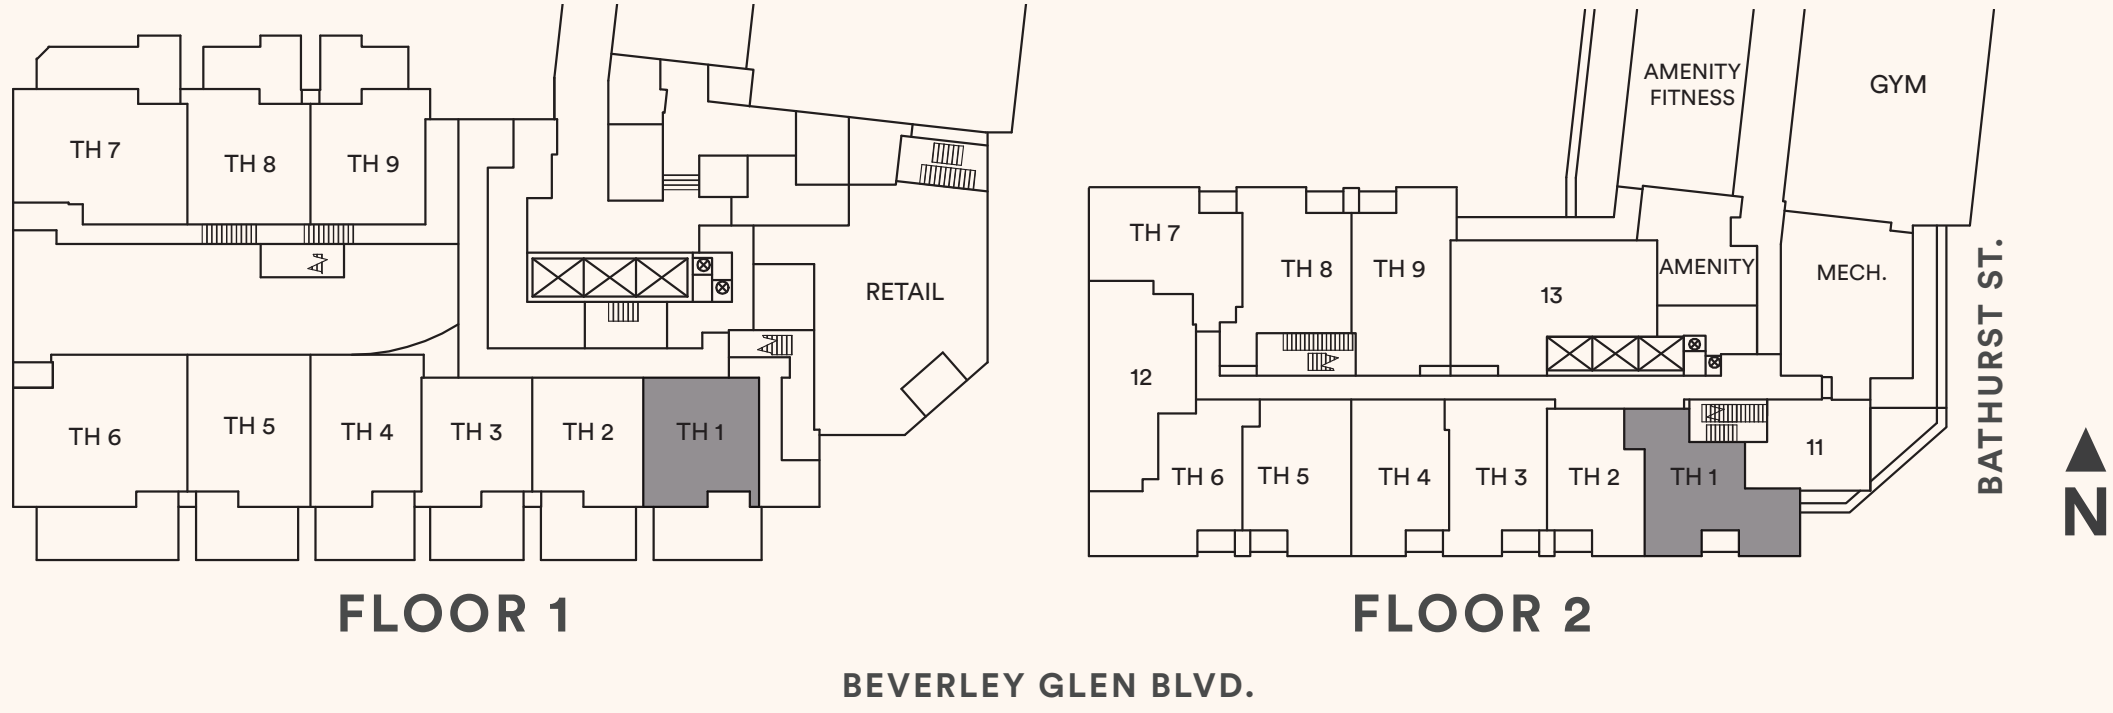 TH 7
TH 8
TH 9
RETAIL
TH 6
TH 5
TH 4
TH 3
TH 2
TH 1
FLOOR 1
AMENITY
FITNESS
GYM
TH 7
TH 8
TH 9
13
AMENITY
MECH.
12
11
TH 6
TH 5
TH 4
TH 3
TH 2
TH 1
FLOOR 2
BATHURST ST.
N
BEVERLEY GLEN BLVD.